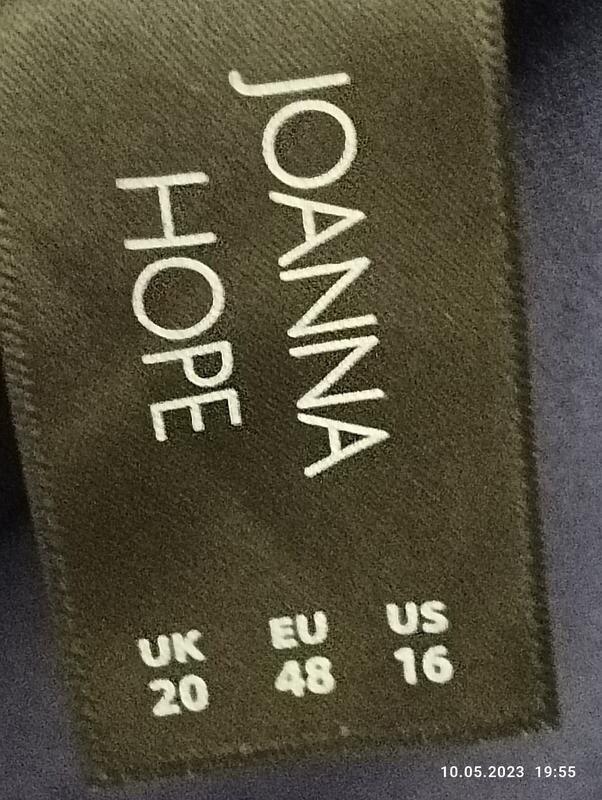 JOANNA
HOPE
UK EU US
20 48 16
10.05.2023 19:55